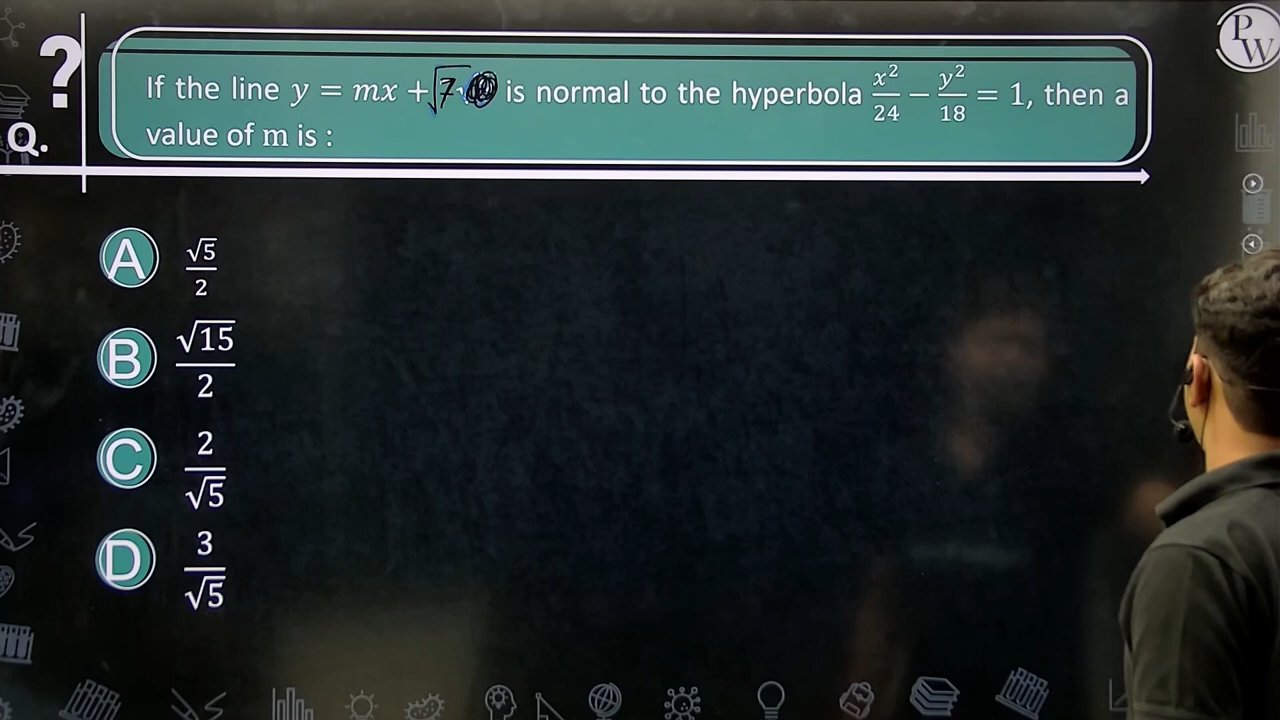 PW
?
If the line y = mx + √7 is normal to the hyperbola x²/24 − y²/18 = 1, then a
Q.
value of m is :
A √5/2
B √15/2
C 2/√5
D 3/√5